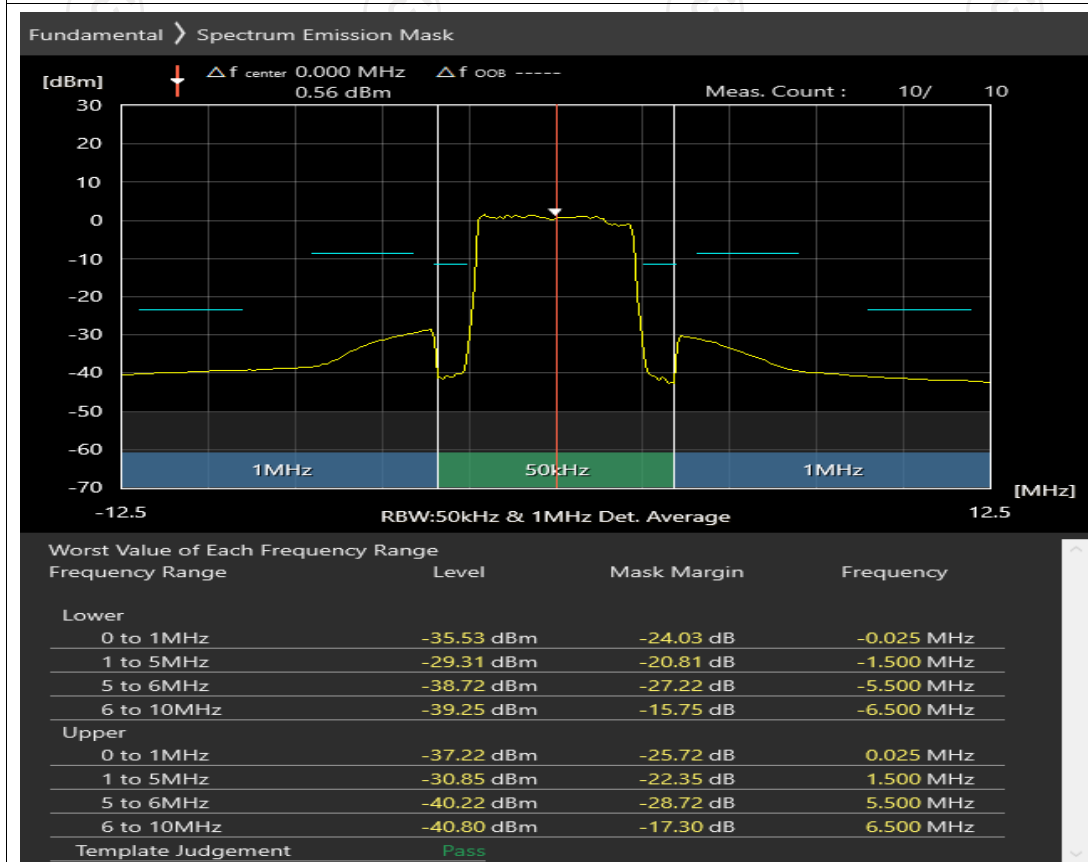 Fundamental ❯ Spectrum Emission Mask
△f center 0.000 MHz △f OOB -----
[dBm] 0.56 dBm Meas. Count : 10/ 10
30
20
10
0
-10
-20
-30
-40
-50
-60
1MHz 50kHz 1MHz
-70
[MHz]
-12.5 RBW:50kHz & 1MHz Det. Average 12.5
Worst Value of Each Frequency Range
Frequency Range Level Mask Margin Frequency
Lower
0 to 1MHz -35.53 dBm -24.03 dB -0.025 MHz
1 to 5MHz -29.31 dBm -20.81 dB -1.500 MHz
5 to 6MHz -38.72 dBm -27.22 dB -5.500 MHz
6 to 10MHz -39.25 dBm -15.75 dB -6.500 MHz
Upper
0 to 1MHz -37.22 dBm -25.72 dB 0.025 MHz
1 to 5MHz -30.85 dBm -22.35 dB 1.500 MHz
5 to 6MHz -40.22 dBm -28.72 dB 5.500 MHz
6 to 10MHz -40.80 dBm -17.30 dB 6.500 MHz
Template Judgement Pass